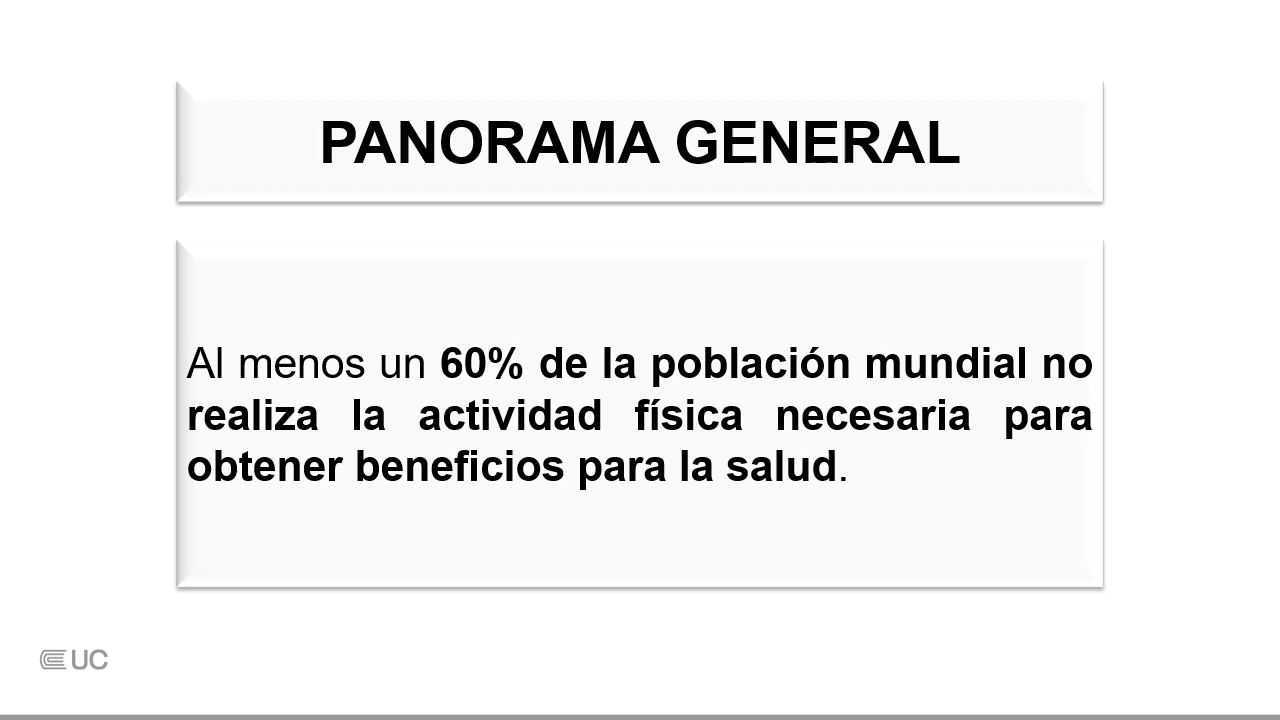 PANORAMA GENERAL
Al menos un 60% de la población mundial no
realiza la actividad física necesaria para
obtener beneficios para la salud.
UC